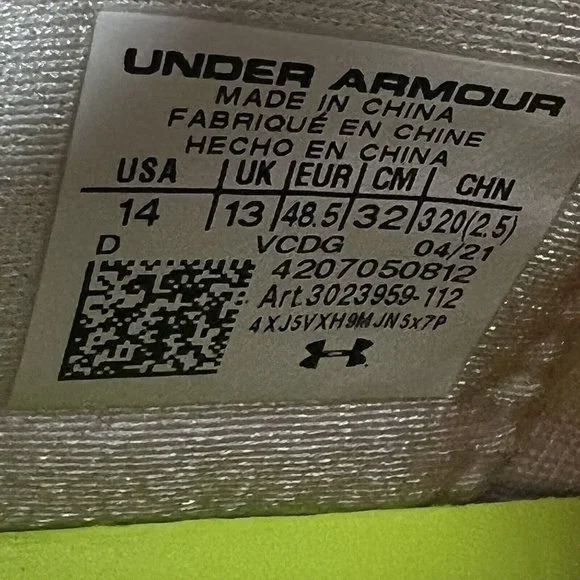 UNDER ARMOUR
MADE IN CHINA
FABRIQUÉ EN CHINE
HECHO EN CHINA
USA | UK | EUR | CM | CHN
14 | 13 | 48.5 | 32 | 320(2.5)
D VCDG 04/21
4207050812
Art.3023959-112
4XJ5VXH9MJN5x7P